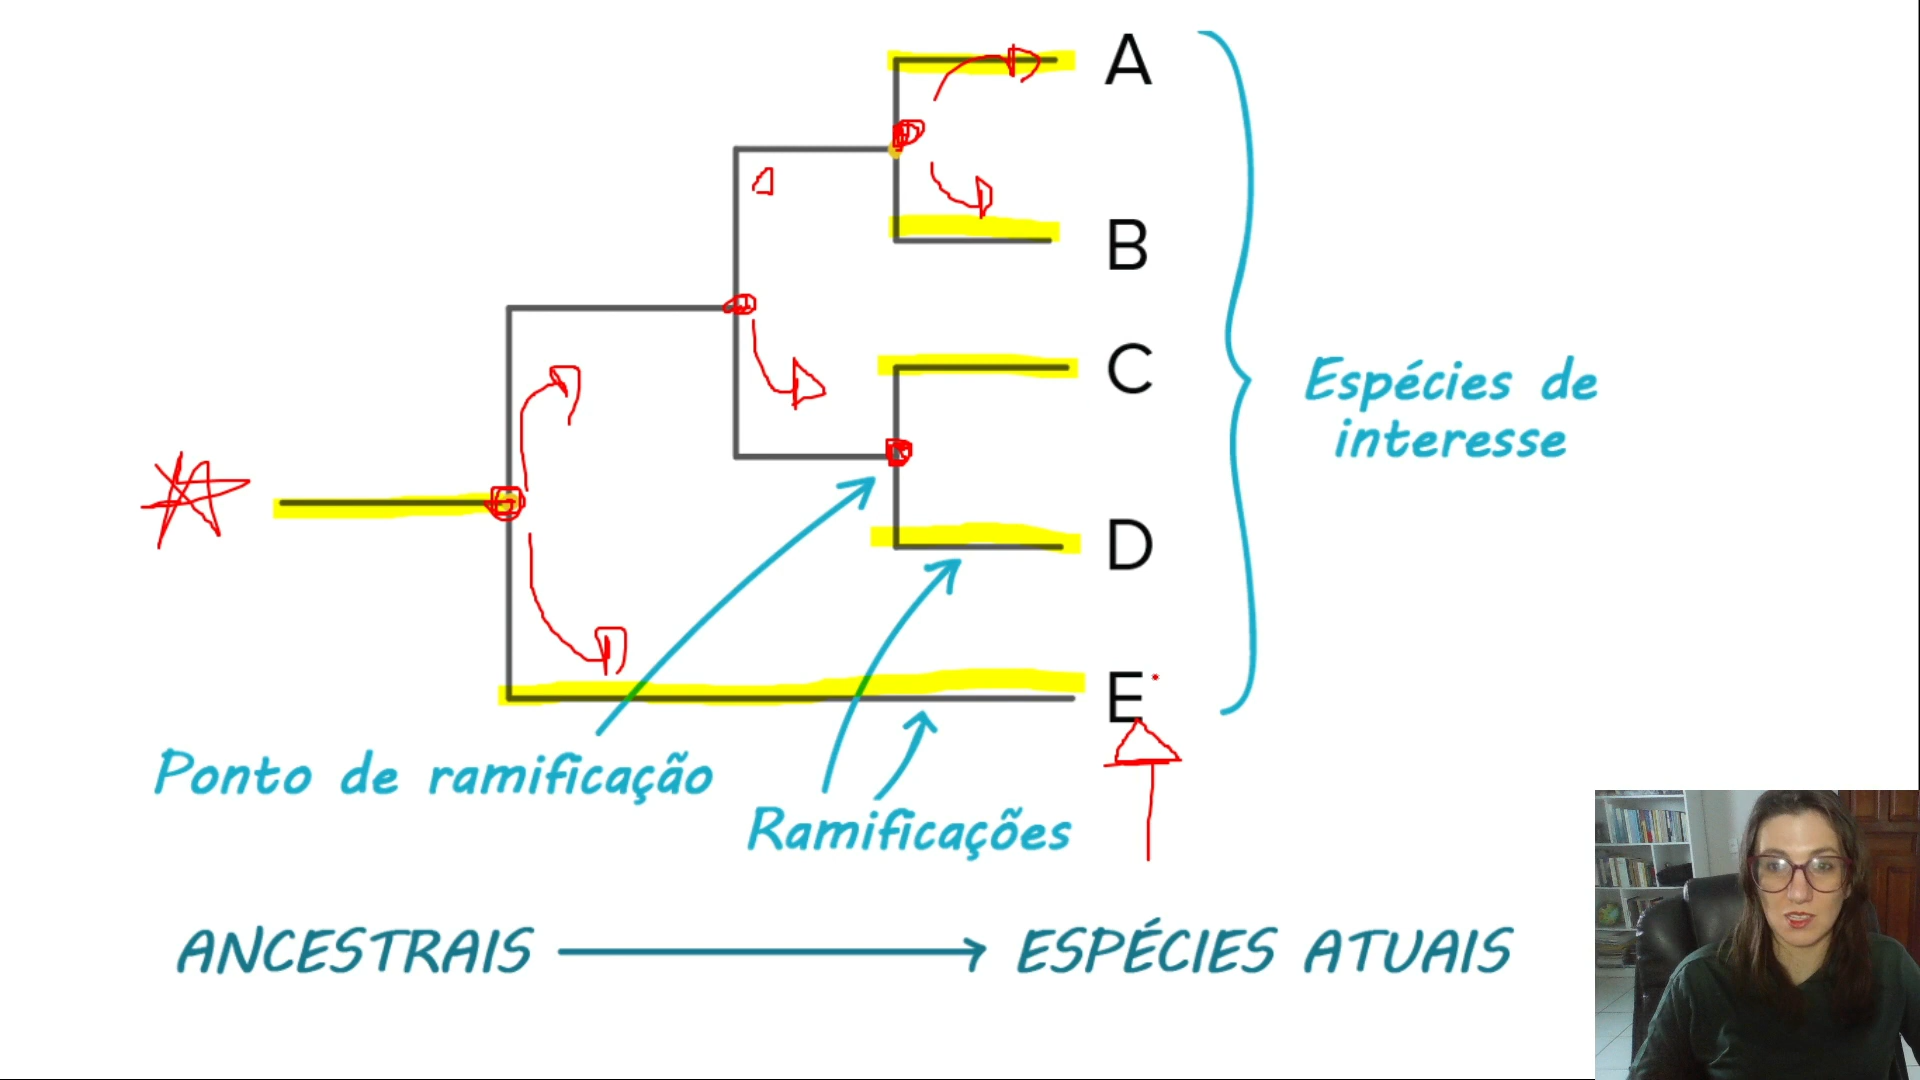 A
B
C
Espécies de
interesse
D
E
Ponto de ramificação
Ramificações
ANCESTRAIS
ESPÉCIES ATUAIS